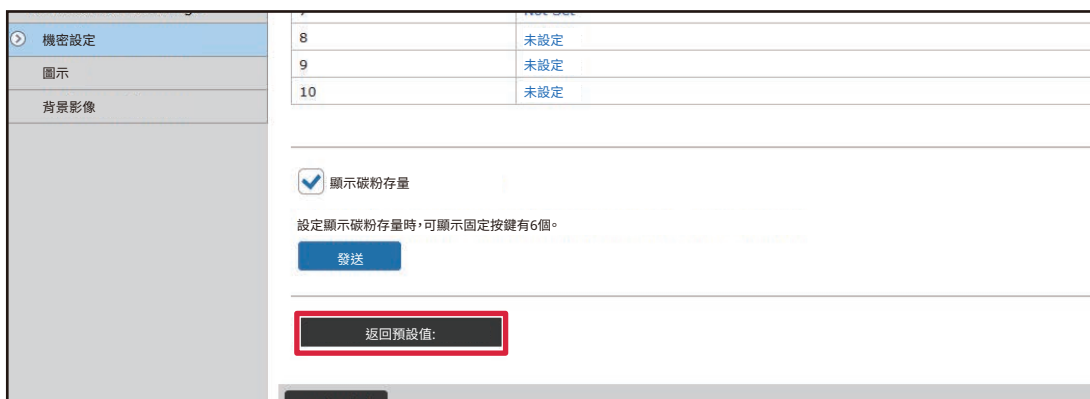 機密設定
圖示
背景影像
8 未設定
9 未設定
10 未設定
顯示碳粉存量
設定顯示碳粉存量時,可顯示固定按鍵有6個。
發送
返回預設值: